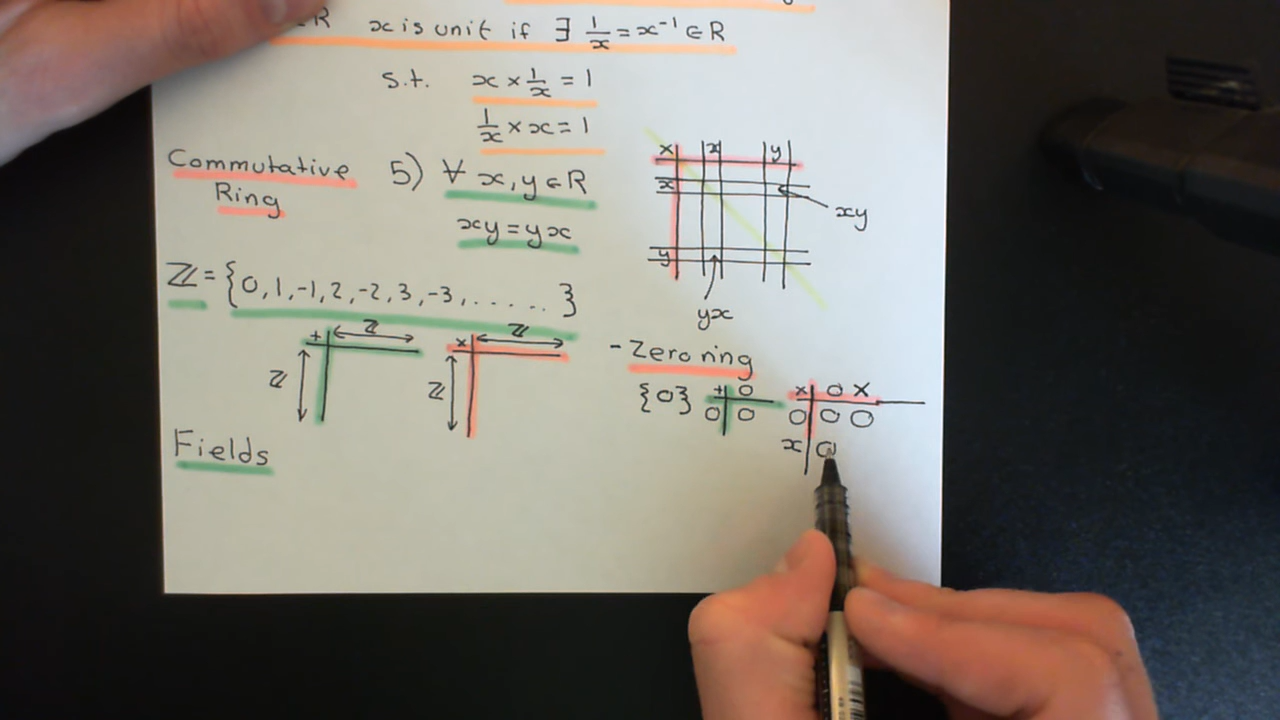 R x is unit if ∃ 1/x = x⁻¹ ∈ R
s.t. x × 1/x = 1
1/x × x = 1
Commutative Ring
5) ∀ x, y ∈ R
xy = yx
× x y
x
y
xy
yx
ℤ = {0, 1, -1, 2, -2, 3, -3, ...... }
+ ℤ
ℤ
× ℤ
ℤ
- Zero ring
{0}
+ 0
0 0
× 0 x
0 0 0
x 0
Fields